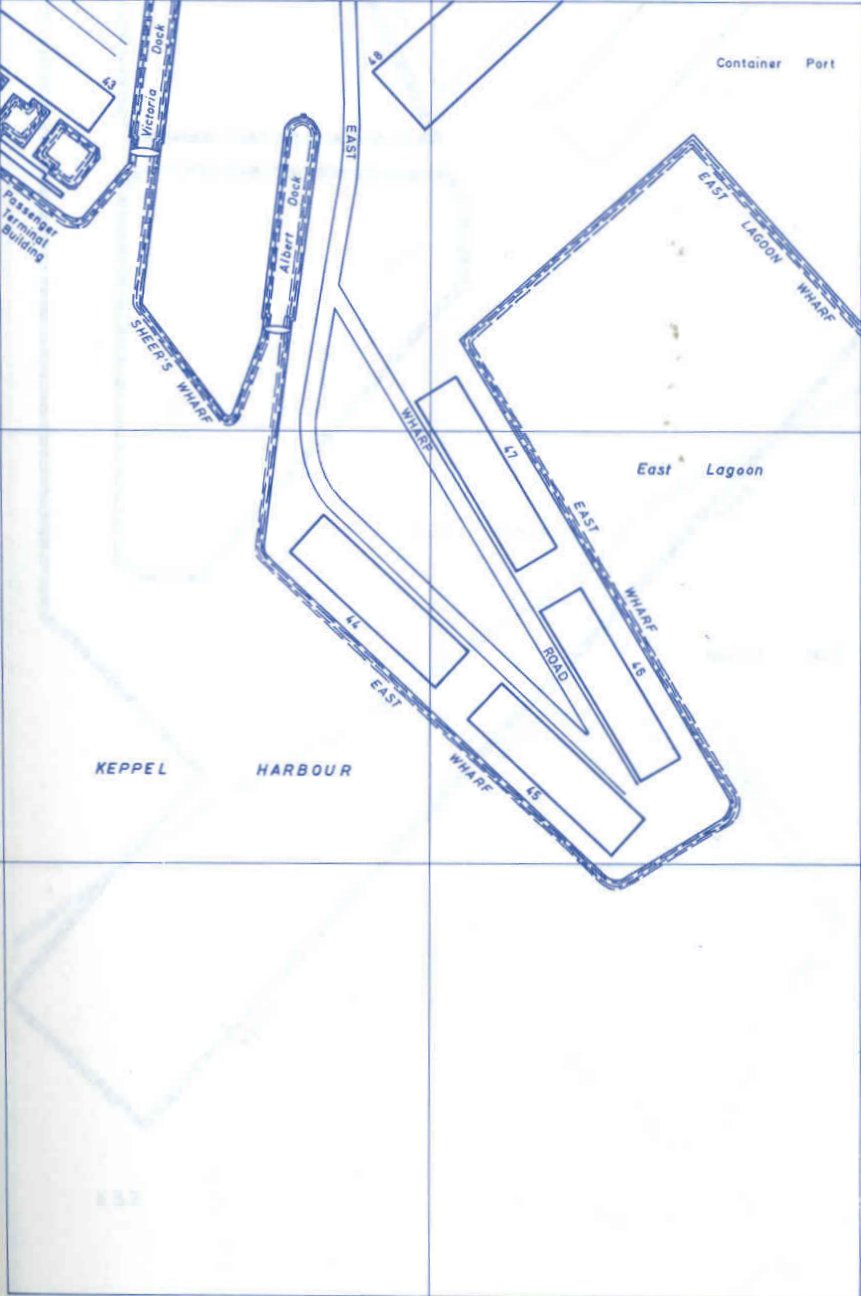 Victoria Dock
48
Container Port
43
EAST
Albert Dock
EAST LAGOON WHARF
Passenger
Terminal
Building
SHEER'S WHARF
WHARF
47
East Lagoon
EAST WHARF
44
ROAD
46
EAST WHARF
KEPPEL HARBOUR
45